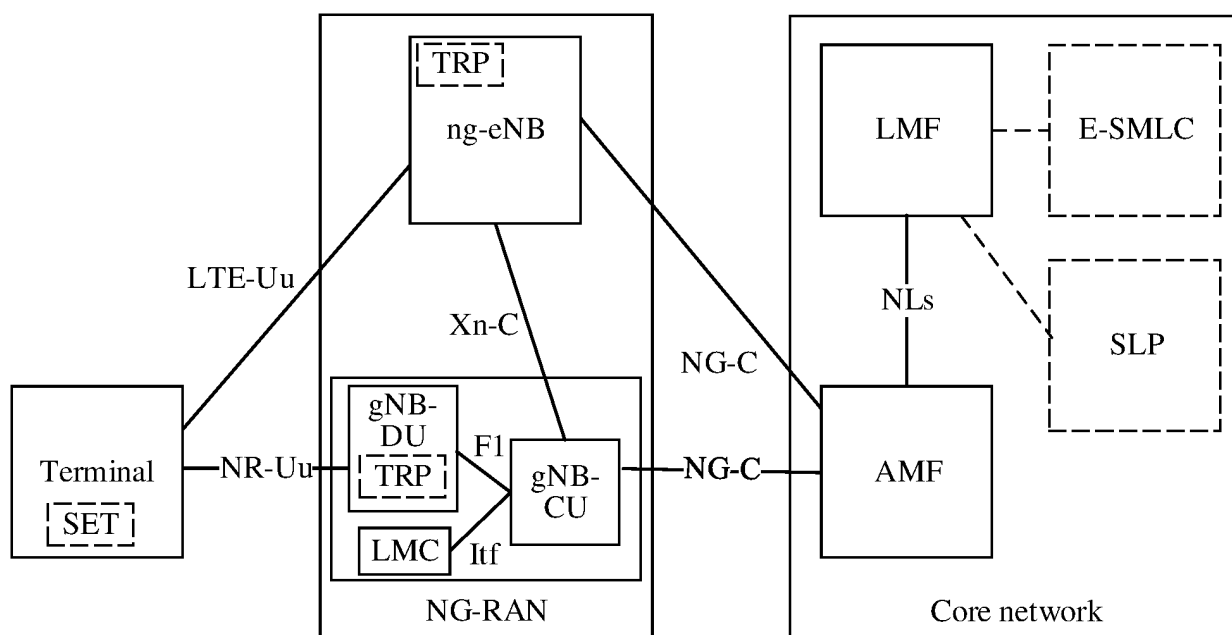 TRP
ng-eNB
LMF
E-SMLC
LTE-Uu
Xn-C
NLs
NG-C
SLP
gNB-
DU
TRP
F1
gNB-
CU
LMC
Itf
Terminal
SET
NR-Uu
NG-C
AMF
NG-RAN
Core network